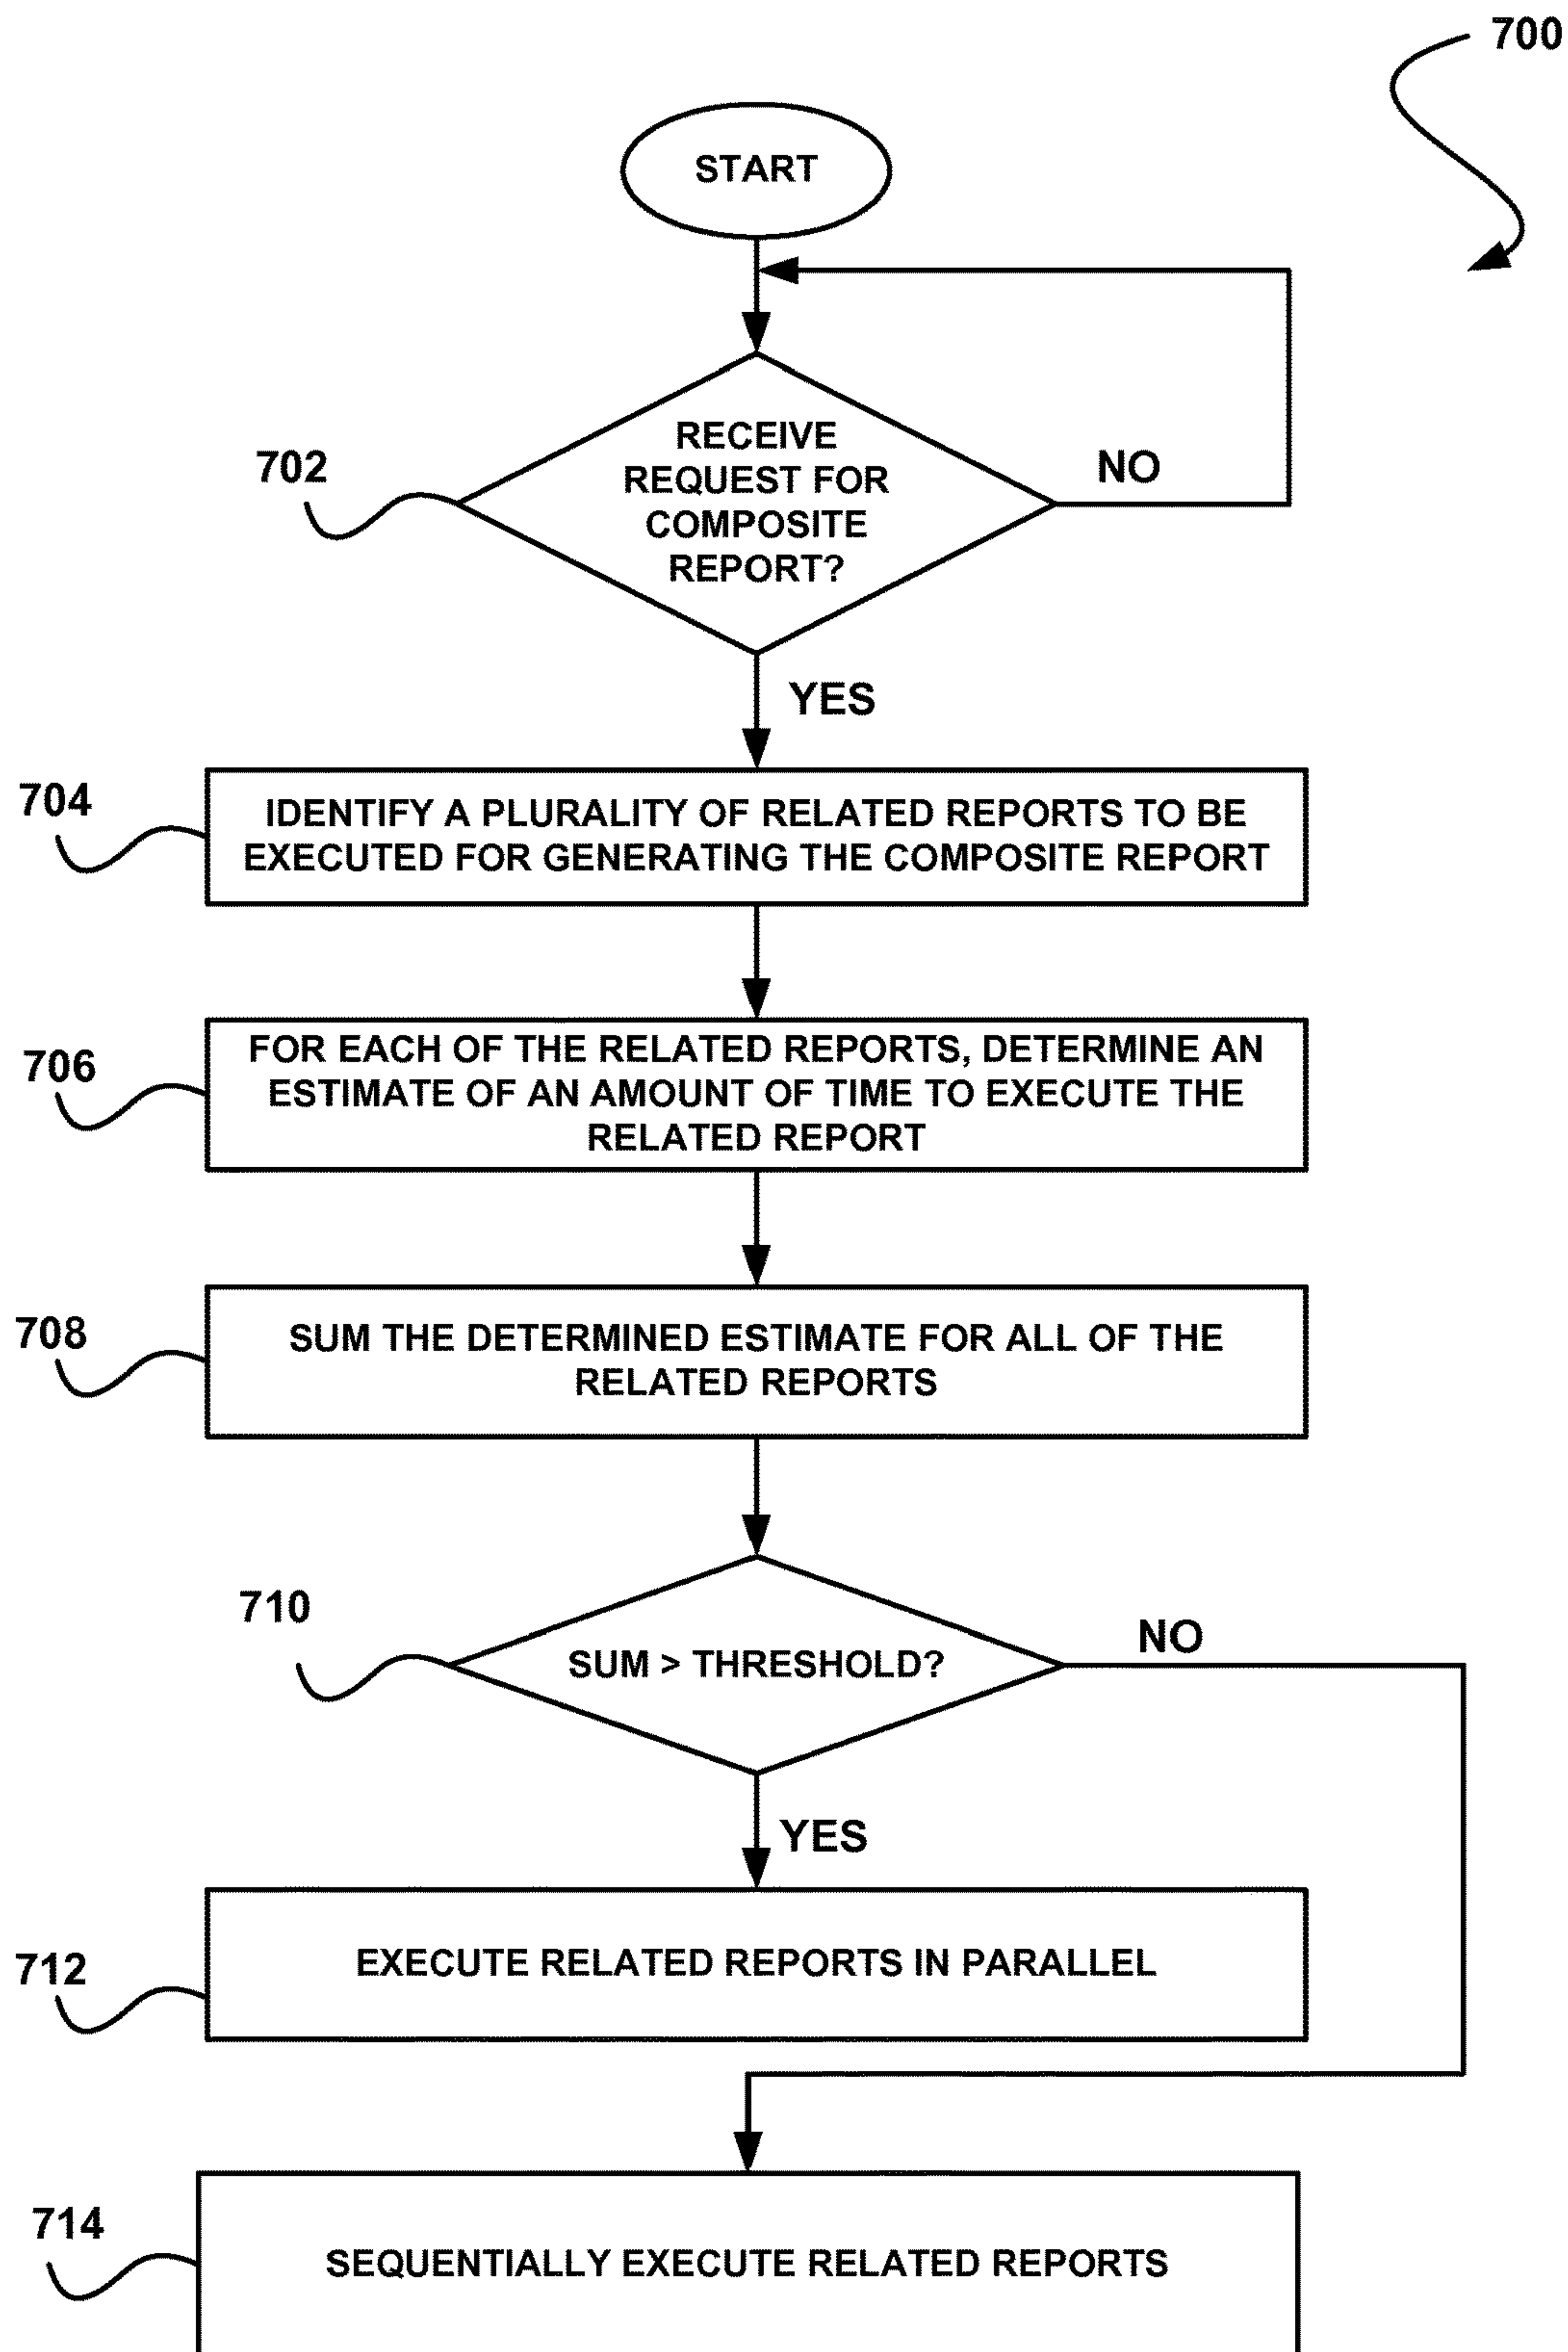 700
START
RECEIVE
REQUEST FOR
COMPOSITE
REPORT?
702
NO
YES
704
IDENTIFY A PLURALITY OF RELATED REPORTS TO BE
EXECUTED FOR GENERATING THE COMPOSITE REPORT
706
FOR EACH OF THE RELATED REPORTS, DETERMINE AN
ESTIMATE OF AN AMOUNT OF TIME TO EXECUTE THE
RELATED REPORT
708
SUM THE DETERMINED ESTIMATE FOR ALL OF THE
RELATED REPORTS
710
SUM > THRESHOLD?
NO
YES
712
EXECUTE RELATED REPORTS IN PARALLEL
714
SEQUENTIALLY EXECUTE RELATED REPORTS